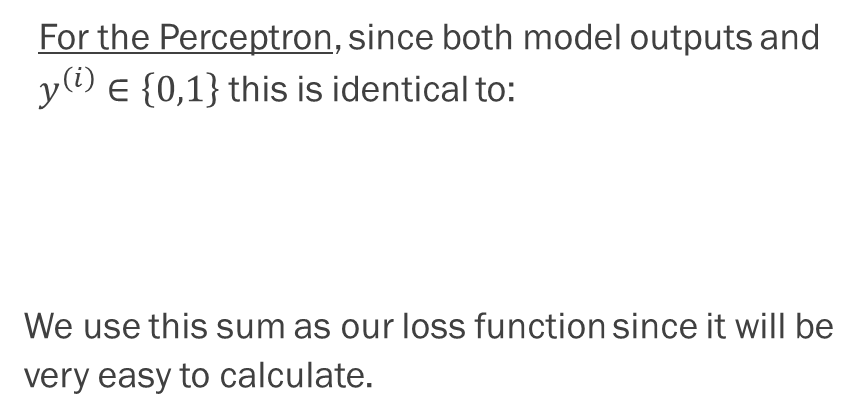 For the Perceptron, since both model outputs and
y⁽ⁱ⁾ ∈ {0,1} this is identical to:
We use this sum as our loss function since it will be
very easy to calculate.